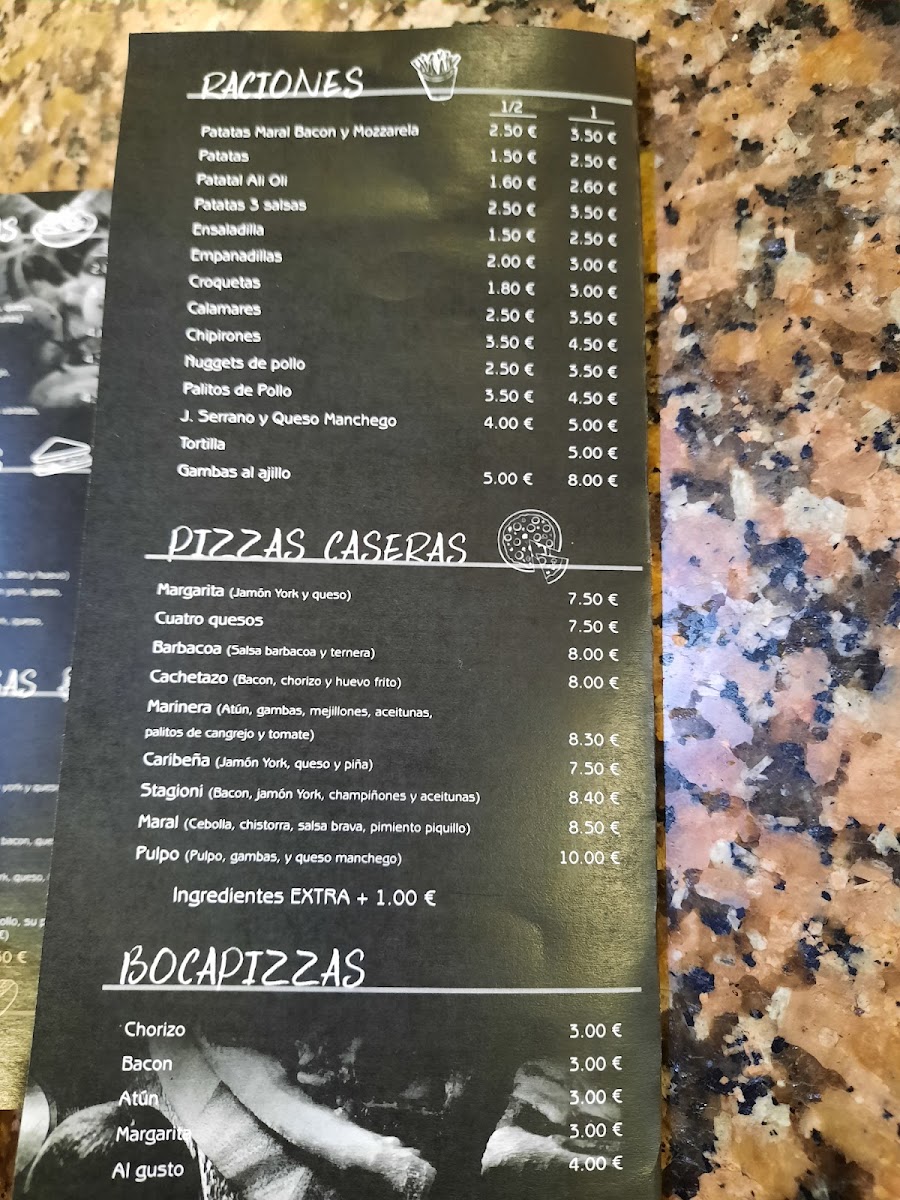 RACIONES
1/2 1
Patatas Maral Bacon y Mozzarela 2.50 € 3.50 €
Patatas 1.50 € 2.50 €
Patatal Ali Oli 1.60 € 2.60 €
Patatas 3 salsas 2.50 € 3.50 €
Ensaladilla 1.50 € 2.50 €
Empanadillas 2.00 € 3.00 €
Croquetas 1.80 € 3.00 €
Calamares 2.50 € 3.50 €
Chipirones 3.50 € 4.50 €
Nuggets de pollo 2.50 € 3.50 €
Palitos de Pollo 3.50 € 4.50 €
J. Serrano y Queso Manchego 4.00 € 5.00 €
Tortilla 5.00 €
Gambas al ajillo 5.00 € 8.00 €
PIZZAS CASERAS
Margarita (Jamón York y queso) 7.50 €
Cuatro quesos 7.50 €
Barbacoa (Salsa barbacoa y ternera) 8.00 €
Cachetazo (Bacon, chorizo y huevo frito) 8.00 €
Marinera (Atún, gambas, mejillones, aceitunas,
palitos de cangrejo y tomate) 8.30 €
Caribeña (Jamón York, queso y piña) 7.50 €
Stagioni (Bacon, jamón York, champiñones y aceitunas) 8.40 €
Maral (Cebolla, chistorra, salsa brava, pimiento piquillo) 8.50 €
Pulpo (Pulpo, gambas, y queso manchego) 10.00 €
Ingredientes EXTRA + 1.00 €
BOCAPIZZAS
Chorizo 3.00 €
Bacon 3.00 €
Atún 3.00 €
Margarita 3.00 €
Al gusto 4.00 €